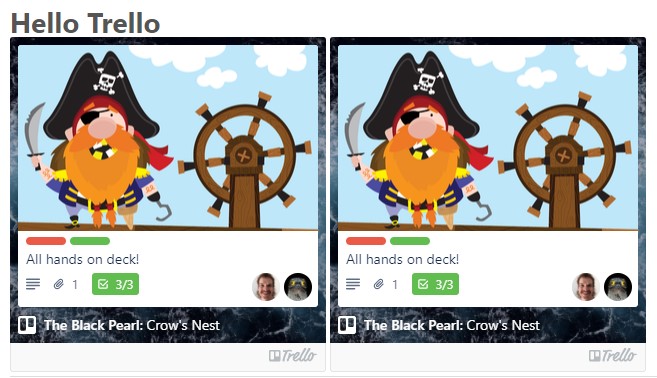 Hello Trello
All hands on deck!
1 3/3
The Black Pearl: Crow's Nest
Trello
All hands on deck!
1 3/3
The Black Pearl: Crow's Nest
Trello